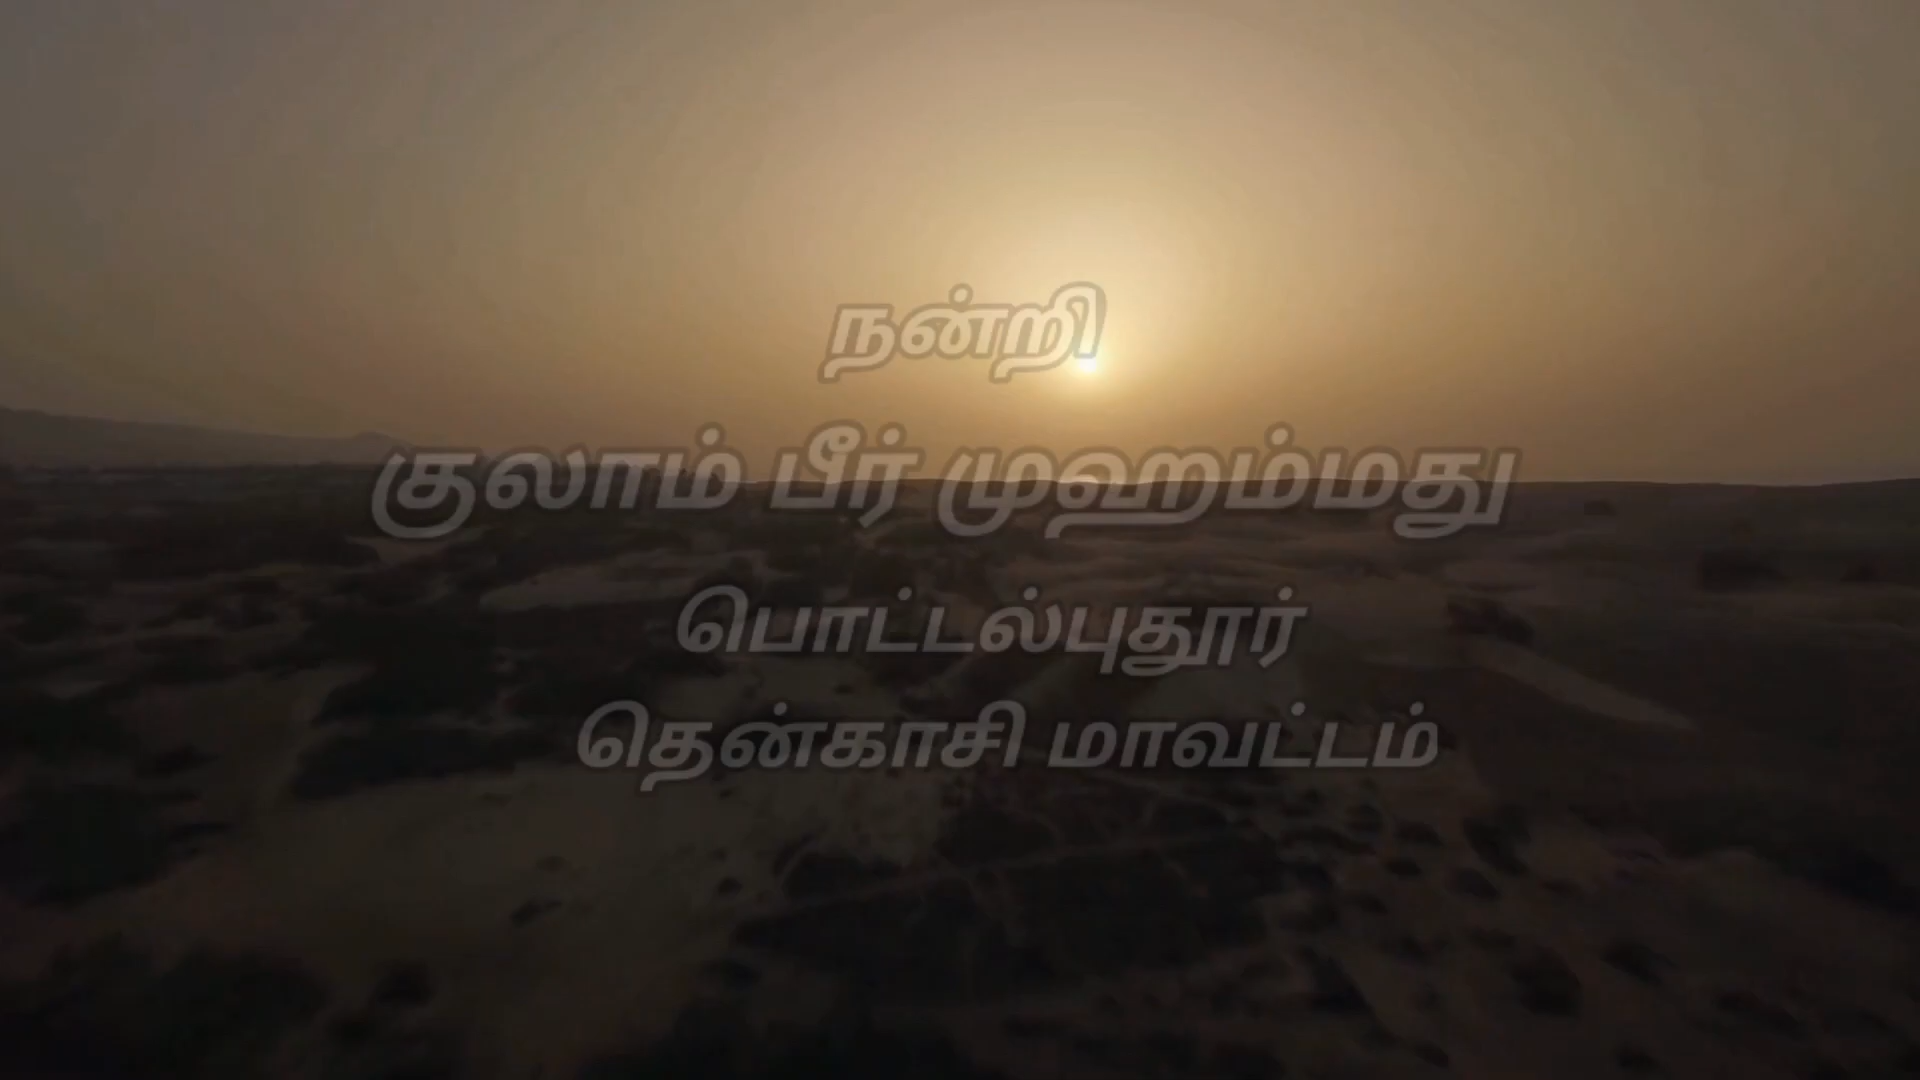 நன்றி
குலாம் பீர் முஹம்மது
பொட்டல்புதூர்
தென்காசி மாவட்டம்